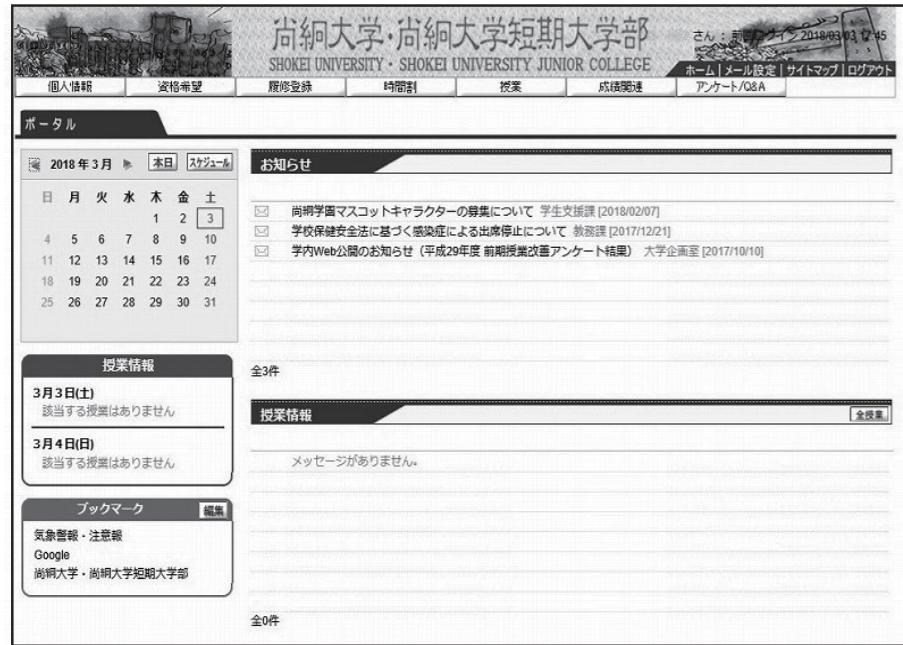 尚絅大学・尚絅大学短期大学部
SHOKEI UNIVERSITY・SHOKEI UNIVERSITY JUNIOR COLLEGE
さん : 前回ログイン 2018/03/03 17:45
ホーム | メール設定 | サイトマップ | ログアウト
個人情報 資格希望 履修登録 時間割 授業 成績関連 アンケート/Q&A
ポータル
2018 年 3 月 本日 スケジュール
日 月 火 水 木 金 土
1 2 3
4 5 6 7 8 9 10
11 12 13 14 15 16 17
18 19 20 21 22 23 24
25 26 27 28 29 30 31
授業情報
3月3日(土)
該当する授業はありません
3月4日(日)
該当する授業はありません
ブックマーク 編集
気象警報・注意報
Google
尚絅大学・尚絅大学短期大学部
お知らせ
尚絅学園マスコットキャラクターの募集について 学生支援課 [2018/02/07]
学校保健安全法に基づく感染症による出席停止について 教務課 [2017/12/21]
学内Web公開のお知らせ（平成29年度 前期授業改善アンケート結果） 大学企画室 [2017/10/10]
全3件
授業情報 全授業
メッセージがありません。
全0件